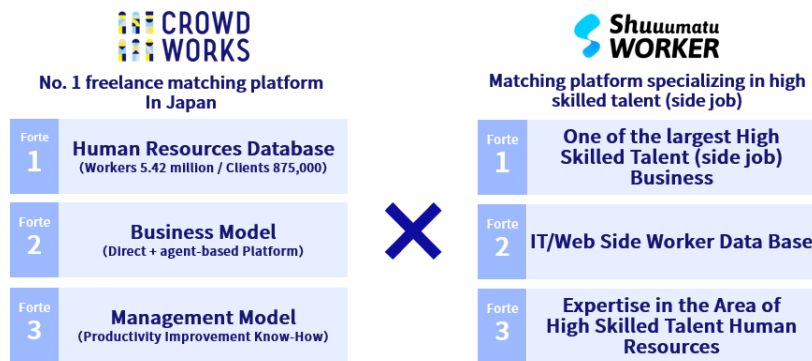 CROWD
WORKS
No. 1 freelance matching platform
In Japan
Forte
1
Human Resources Database
(Workers 5.42 million / Clients 875,000)
Forte
2
Business Model
(Direct + agent-based Platform)
Forte
3
Management Model
(Productivity Improvement Know-How)
Shuuumatu
WORKER
Matching platform specializing in high
skilled talent (side job)
Forte
1
One of the largest High
Skilled Talent (side job)
Business
Forte
2
IT/Web Side Worker Data Base
Forte
3
Expertise in the Area of
High Skilled Talent Human
Resources